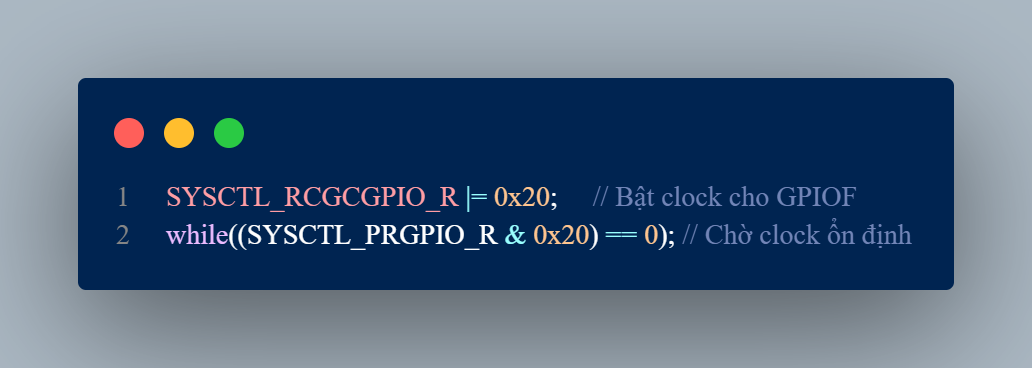 1 SYSCTL_RCGCGPIO_R |= 0x20; // Bật clock cho GPIOF
2 while((SYSCTL_PRGPIO_R & 0x20) == 0); // Chờ clock ổn định